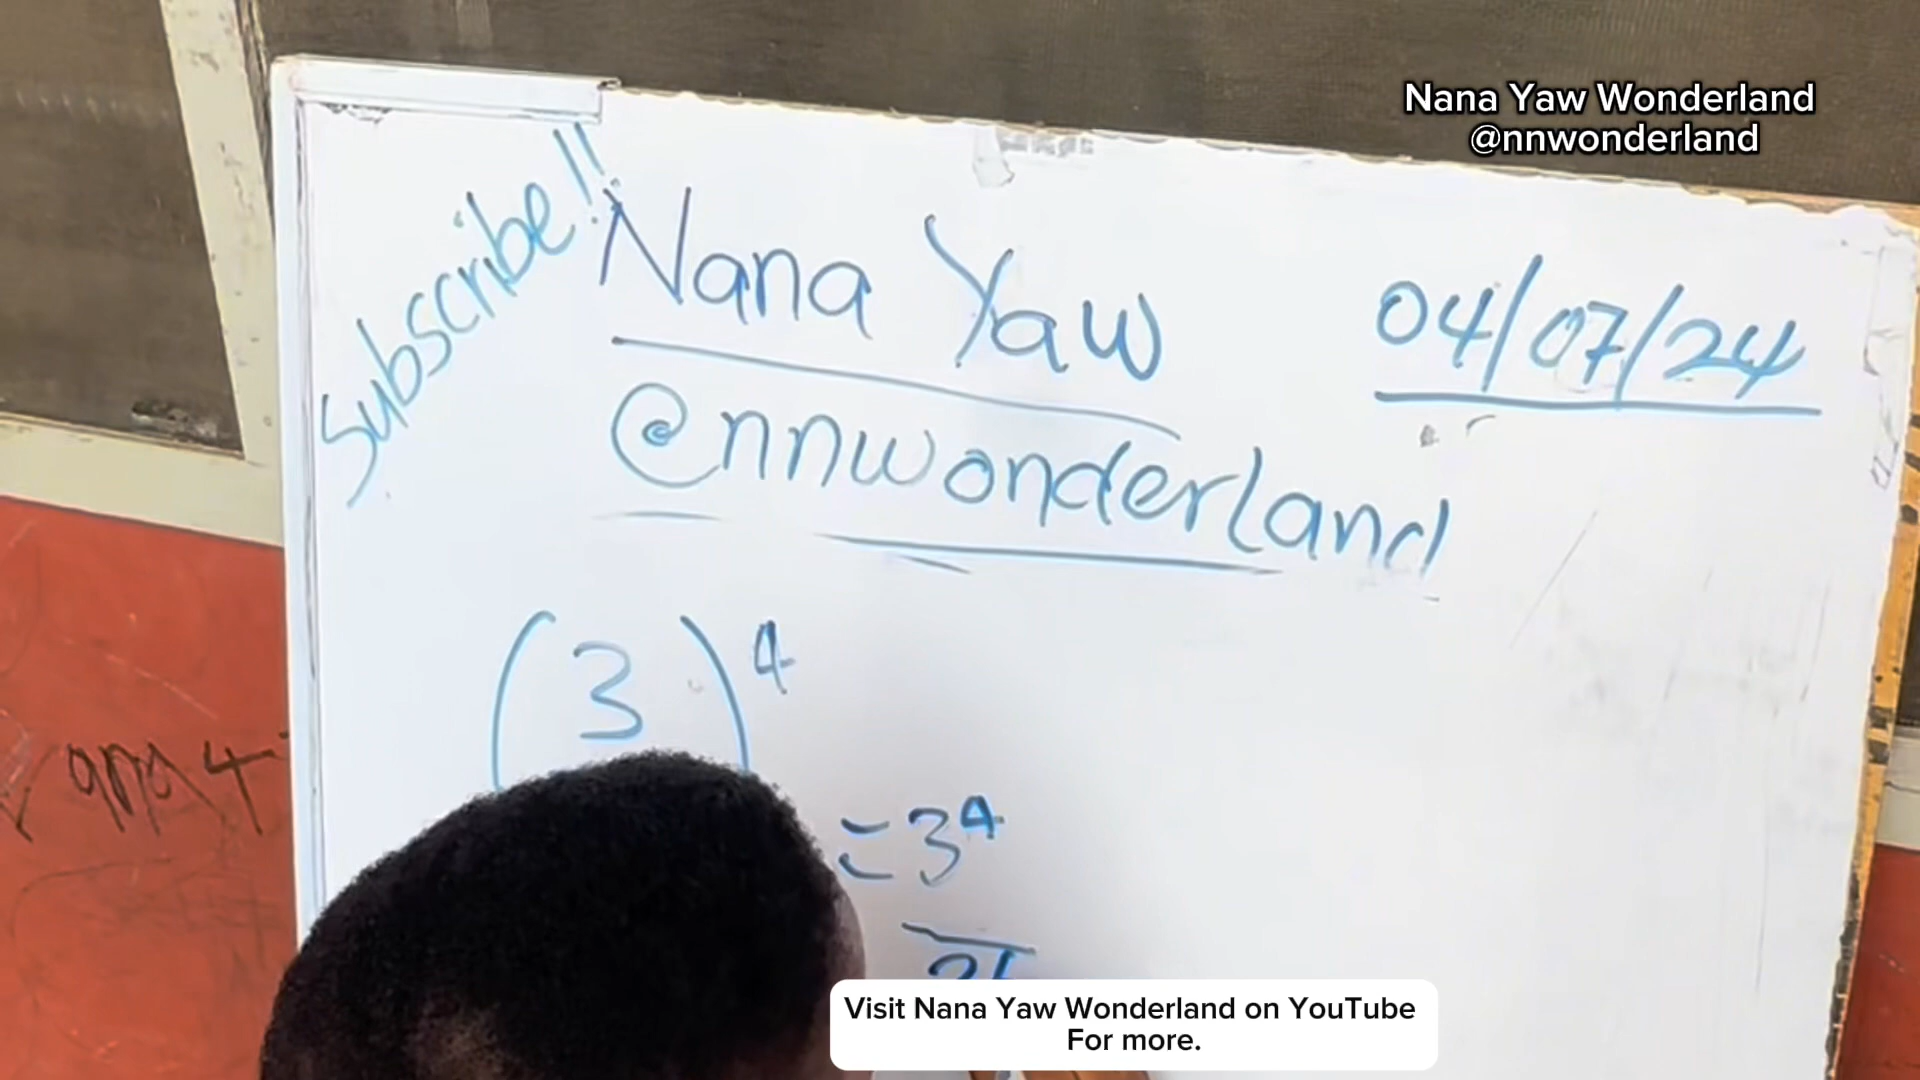 Nana Yaw Wonderland
@nnwonderland
Subscribe!!
Nana Yaw
04/07/24
@nnwonderland
(3)⁴
= 3⁴
Visit Nana Yaw Wonderland on YouTube
For more.